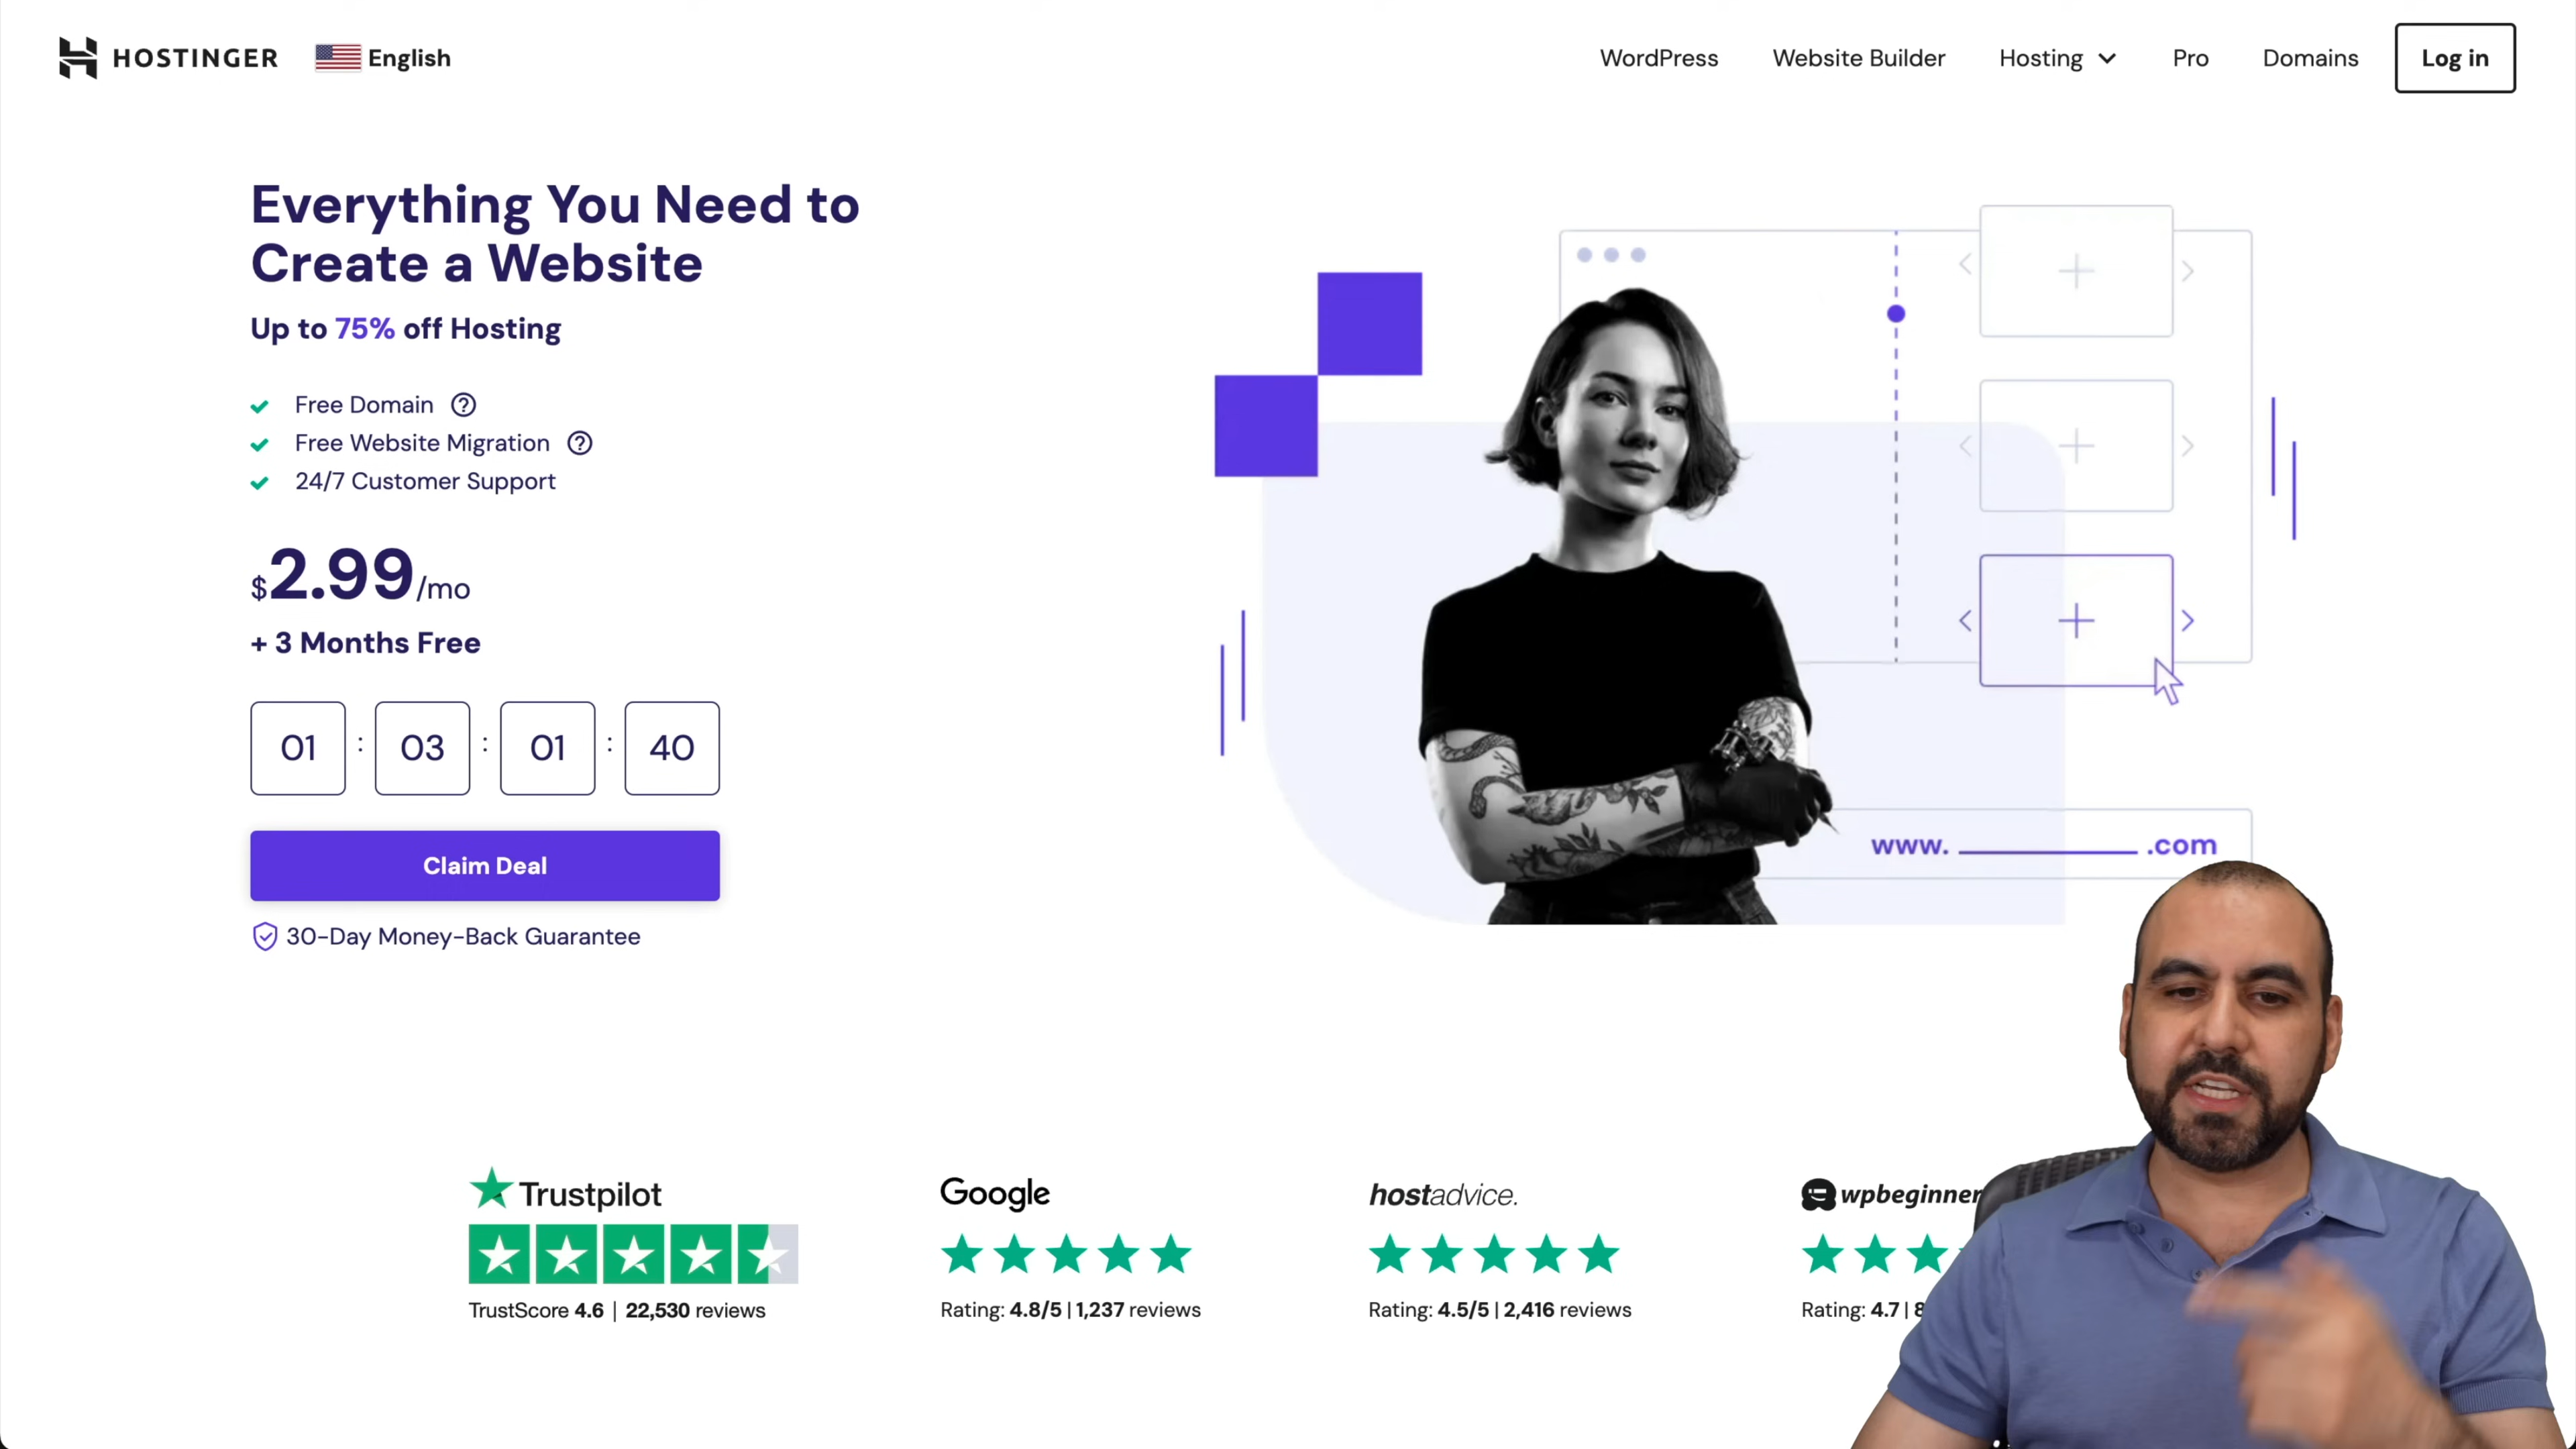 HOSTINGER English WordPress Website Builder Hosting Pro Domains Log in
Everything You Need to
Create a Website
Up to 75% off Hosting
Free Domain
Free Website Migration
24/7 Customer Support
$2.99/mo
+ 3 Months Free
01 : 03 : 01 : 40
Claim Deal
30-Day Money-Back Guarantee
www. .com
Trustpilot
TrustScore 4.6 | 22,530 reviews
Google
Rating: 4.8/5 | 1,237 reviews
hostadvice.
Rating: 4.5/5 | 2,416 reviews
wpbeginner
Rating: 4.7 |